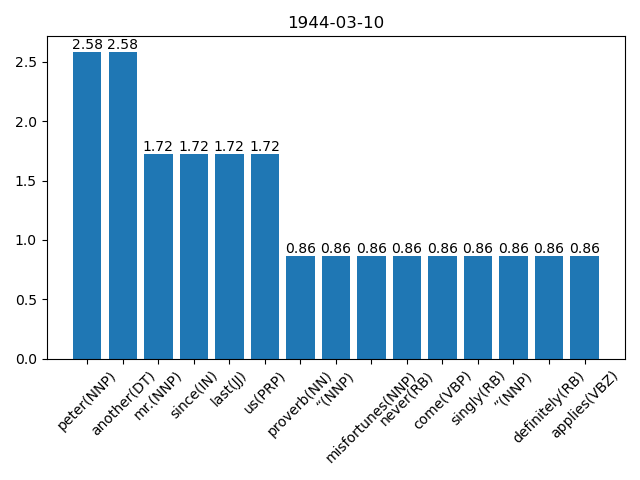 1944-03-10
2.58 2.58
1.72 1.72 1.72 1.72
0.86 0.86 0.86 0.86 0.86 0.86 0.86 0.86 0.86
2.5
2.0
1.5
1.0
0.5
0.0
peter(NNP)
another(DT)
mr.(NNP)
since(IN)
last(JJ)
us(PRP)
proverb(NN)
“(NNP)
misfortunes(NNP)
never(RB)
come(VBP)
singly(RB)
”(NNP)
definitely(RB)
applies(VBZ)